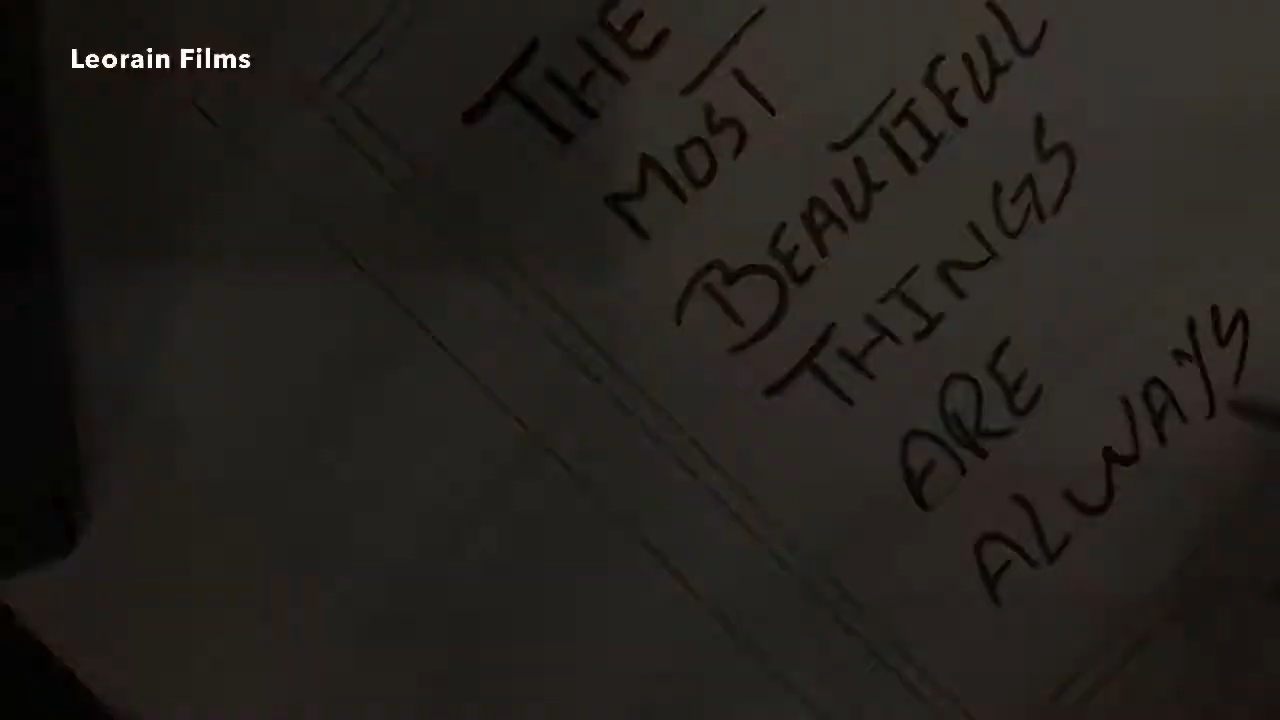 Leorain Films
THE
MOST
BEAUTIFUL
THINGS
ARE
ALWAYS